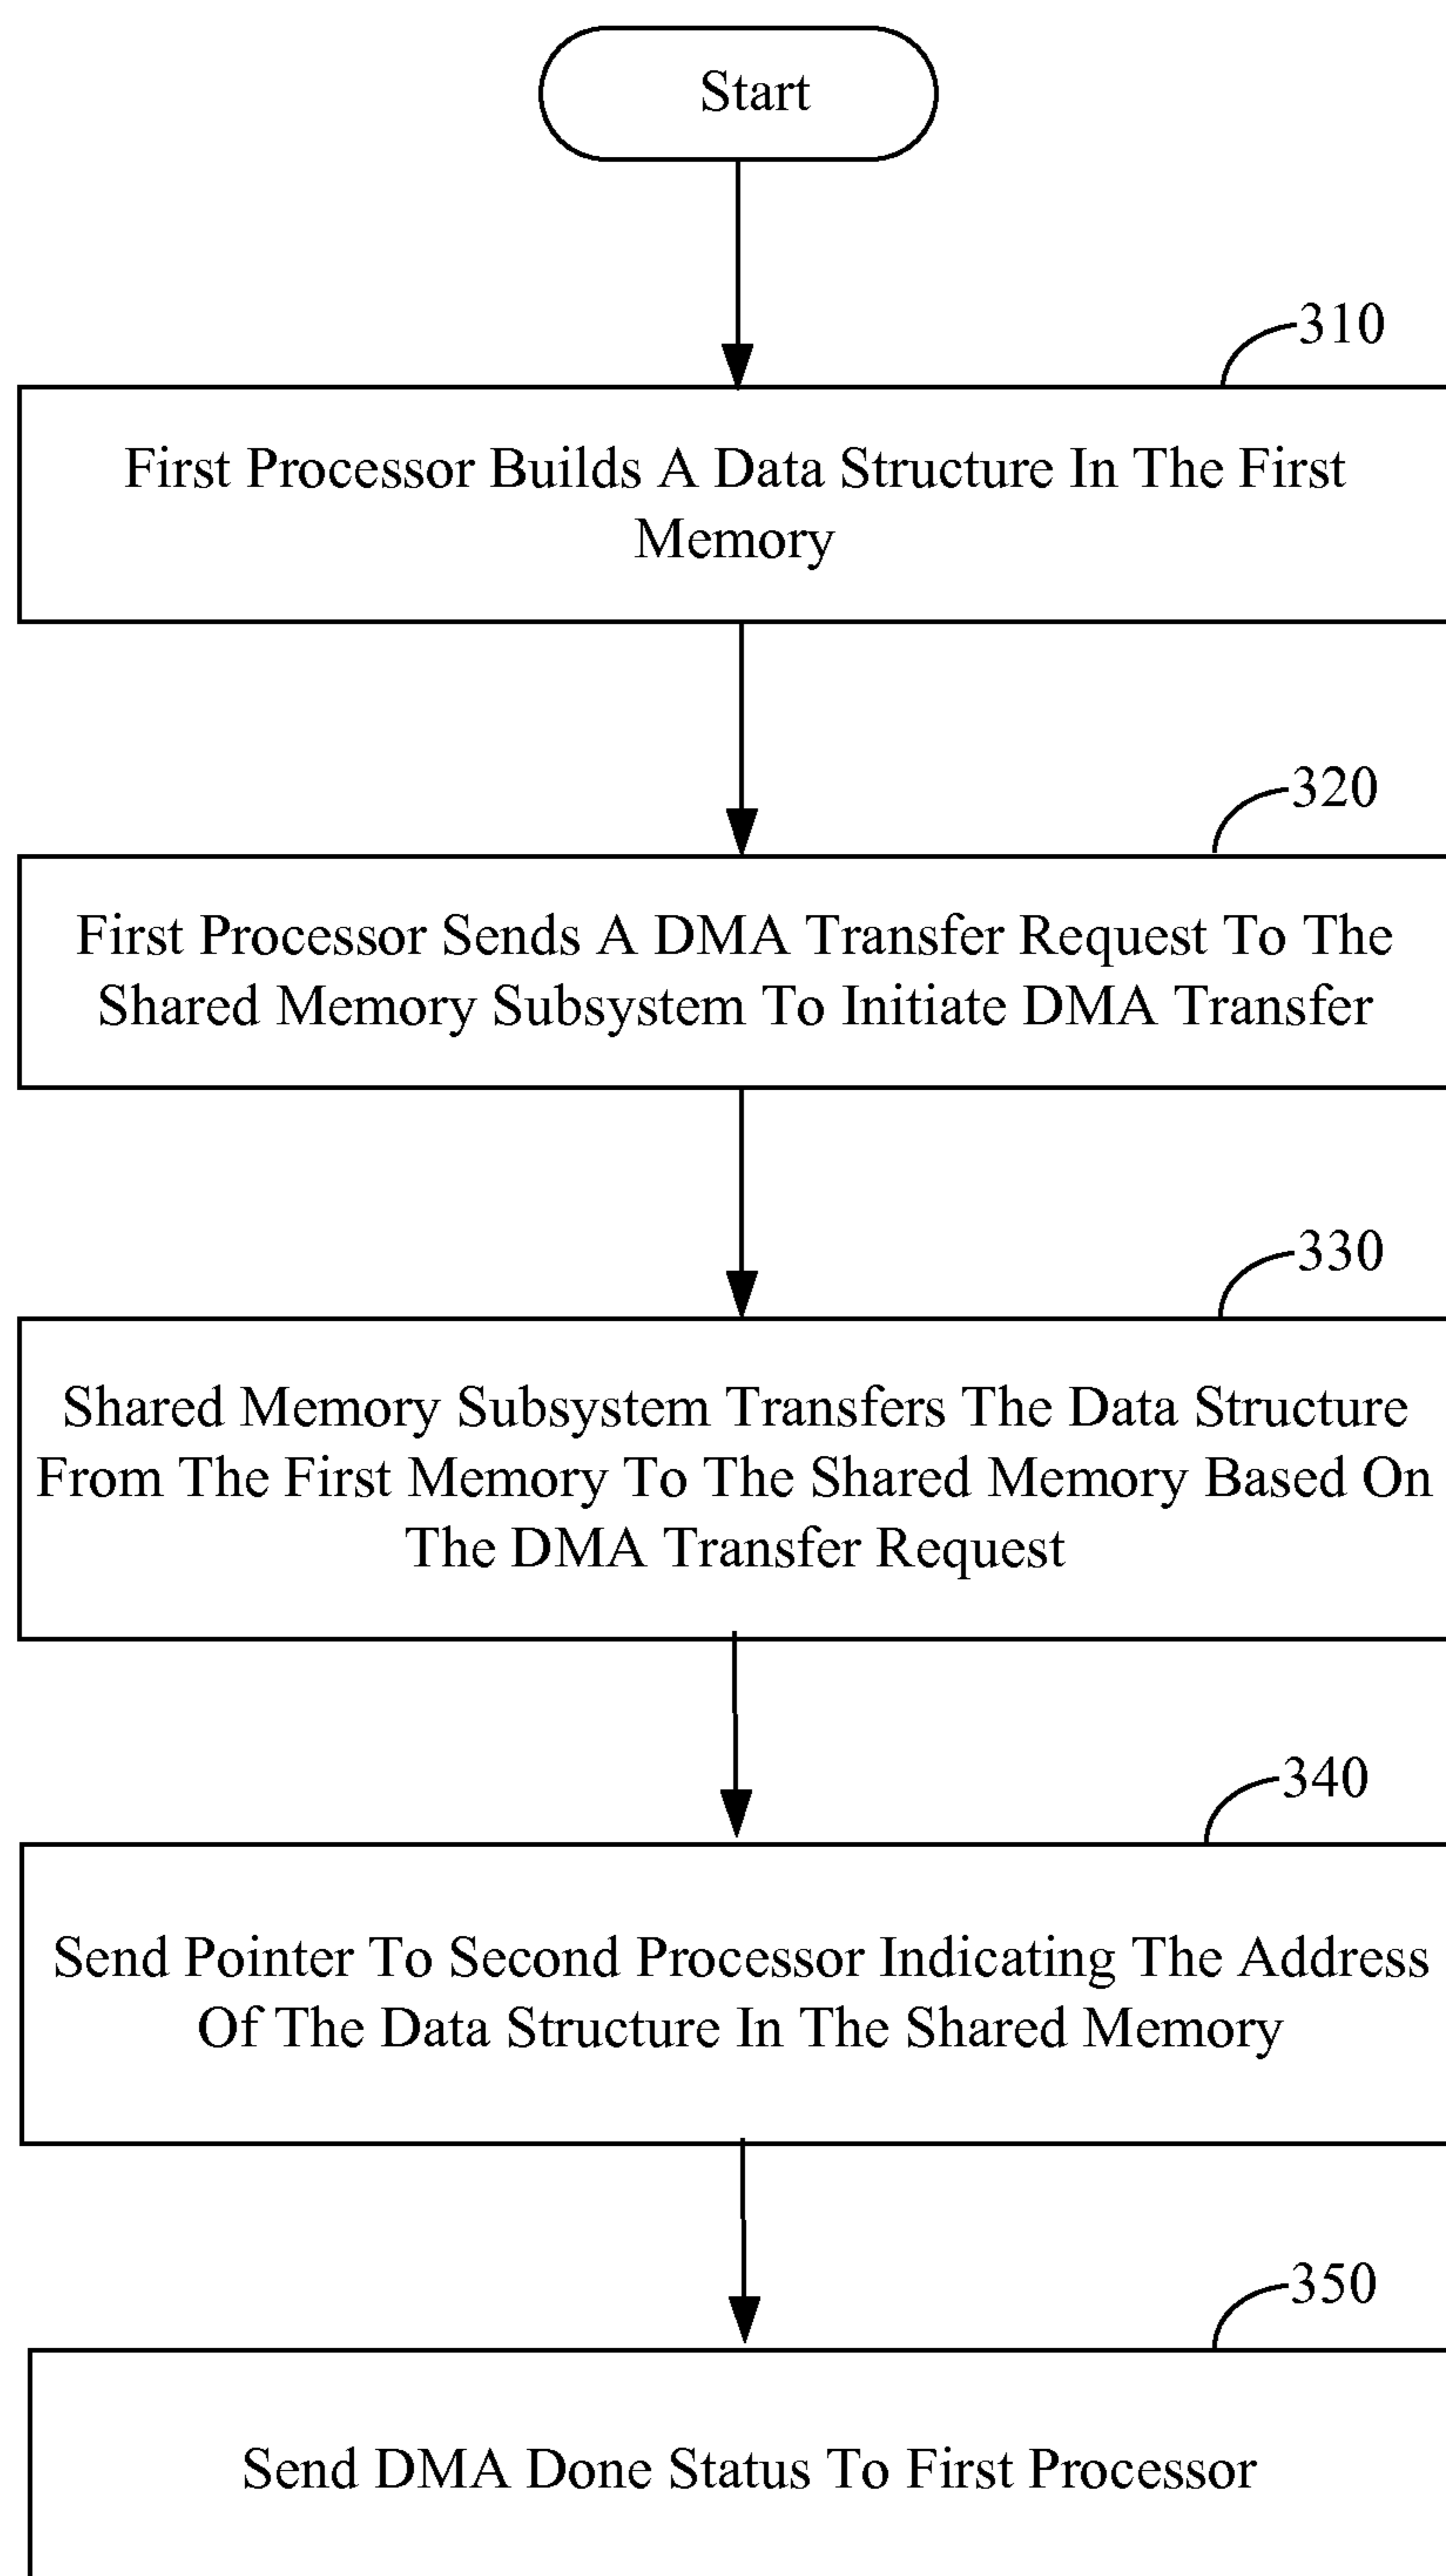 Start
310
First Processor Builds A Data Structure In The First
Memory
320
First Processor Sends A DMA Transfer Request To The
Shared Memory Subsystem To Initiate DMA Transfer
330
Shared Memory Subsystem Transfers The Data Structure
From The First Memory To The Shared Memory Based On
The DMA Transfer Request
340
Send Pointer To Second Processor Indicating The Address
Of The Data Structure In The Shared Memory
350
Send DMA Done Status To First Processor